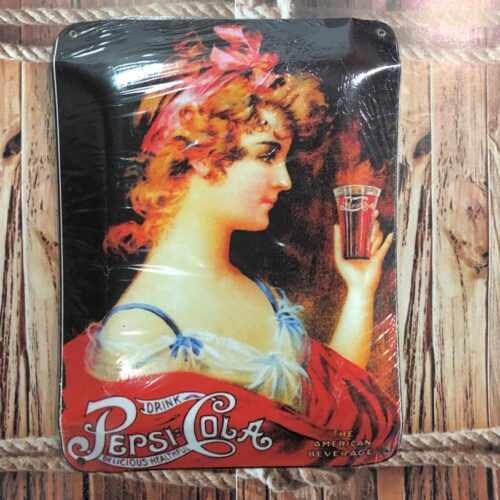 DRINK
PEPSI-COLA
DELICIOUS HEALTHFUL
THE
AMERICAN
BEVERAGE